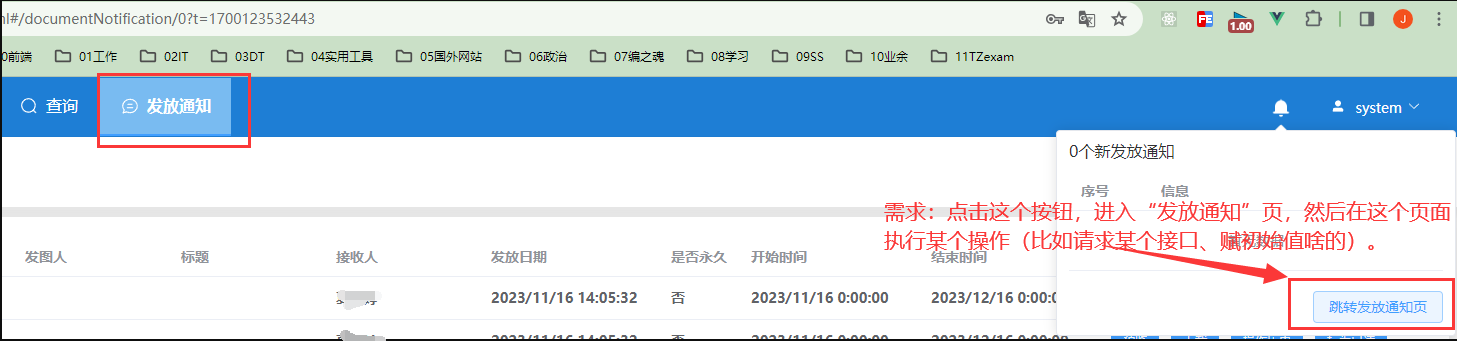 nl#/documentNotification/0?t=1700123532443
1.00
J
0前端 01工作 02IT 03DT 04实用工具 05国外网站 06政治 07编之魂 08学习 09SS 10业余 11TZexam
查询 发放通知 system
0个新发放通知
序号 信息
需求：点击这个按钮，进入“发放通知”页，然后在这个页面
执行某个操作（比如请求某个接口、赋初始值啥的）。
发图人 标题 接收人 发放日期 是否永久 开始时间 结束时间
2023/11/16 14:05:32 否 2023/11/16 0:00:00 2023/12/16 0:00:0
跳转发放通知页